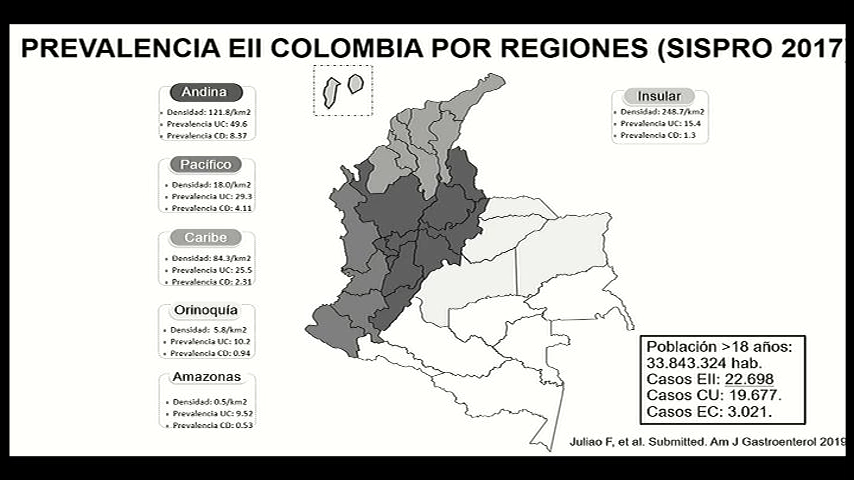 PREVALENCIA EII COLOMBIA POR REGIONES (SISPRO 2017)
Andina
Densidad: 121.8/km2
Prevalencia UC: 49.6
Prevalencia CD: 8.37
Pacífico
Densidad: 18.0/km2
Prevalencia UC: 29.3
Prevalencia CD: 4.11
Caribe
Densidad: 84.3/km2
Prevalencia UC: 25.5
Prevalencia CD: 2.31
Orinoquía
Densidad: 5.8/km2
Prevalencia UC: 10.2
Prevalencia CD: 0.94
Amazonas
Densidad: 0.5/km2
Prevalencia UC: 9.52
Prevalencia CD: 0.53
Insular
Densidad: 248.7/km2
Prevalencia UC: 15.4
Prevalencia CD: 1.3
Población >18 años:
33.843.324 hab.
Casos EII: 22.698
Casos CU: 19.677.
Casos EC: 3.021.
Juliao F, et al. Submitted. Am J Gastroenterol 2019